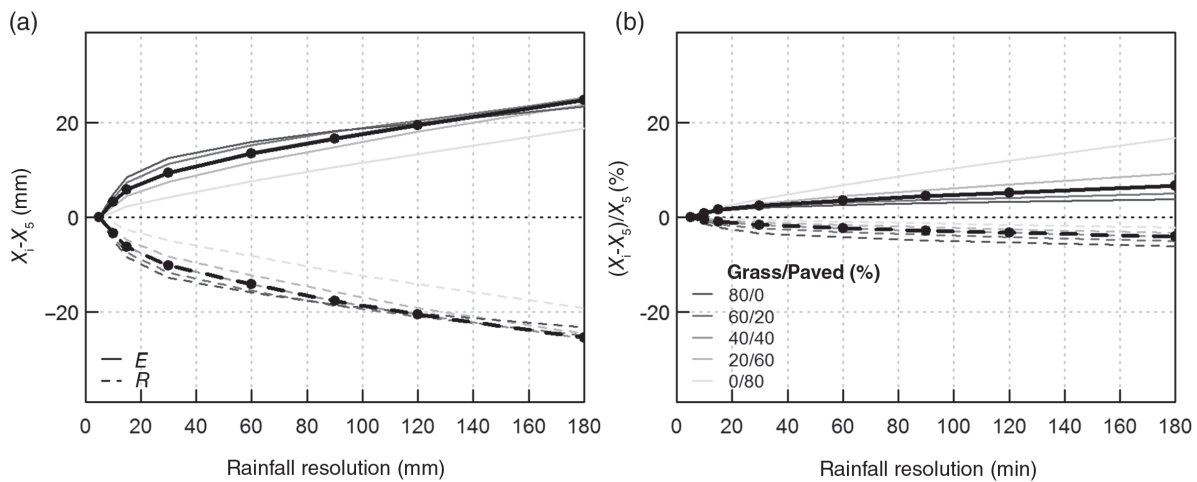 (a)
20
0
−20
Xi-X5 (mm)
E
R
0 20 40 60 80 100 120 140 160 180
Rainfall resolution (mm)
(b)
20
0
−20
(Xi-X5)/X5 (%)
Grass/Paved (%)
80/0
60/20
40/40
20/60
0/80
0 20 40 60 80 100 120 140 160 180
Rainfall resolution (min)